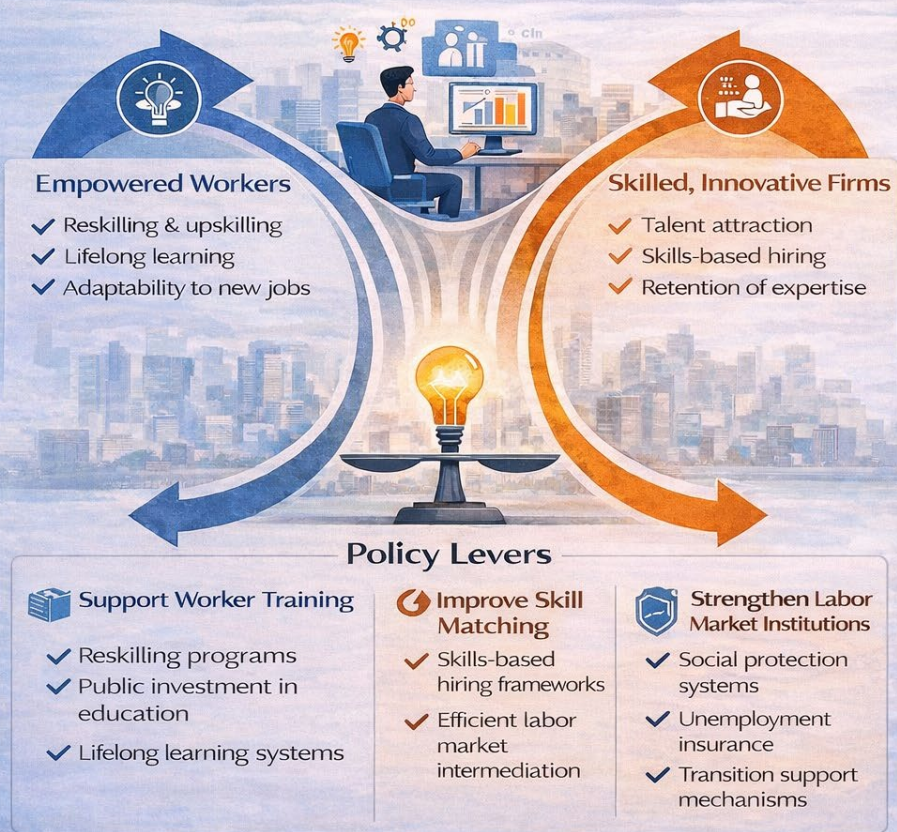 Empowered Workers
Reskilling & upskilling
Lifelong learning
Adaptability to new jobs
Skilled, Innovative Firms
Talent attraction
Skills-based hiring
Retention of expertise
Policy Levers
Support Worker Training
Reskilling programs
Public investment in
education
Lifelong learning systems
Improve Skill
Matching
Skills-based
hiring frameworks
Efficient labor
market
intermediation
Strengthen Labor
Market Institutions
Social protection
systems
Unemployment
insurance
Transition support
mechanisms